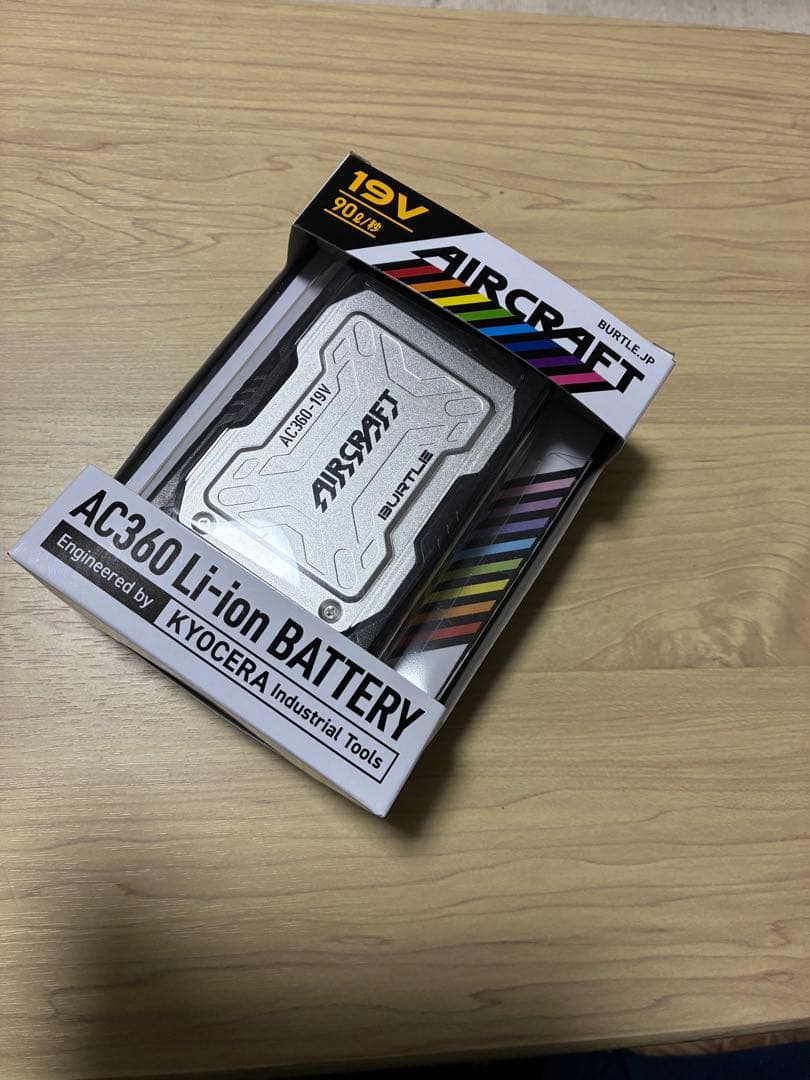 19V
90ℓ/秒
AIRCRAFT
BURTLE.JP
AC360-19V
AIRCRAFT
BURTLE
AC360 Li-ion BATTERY
Engineered by
KYOCERA Industrial Tools